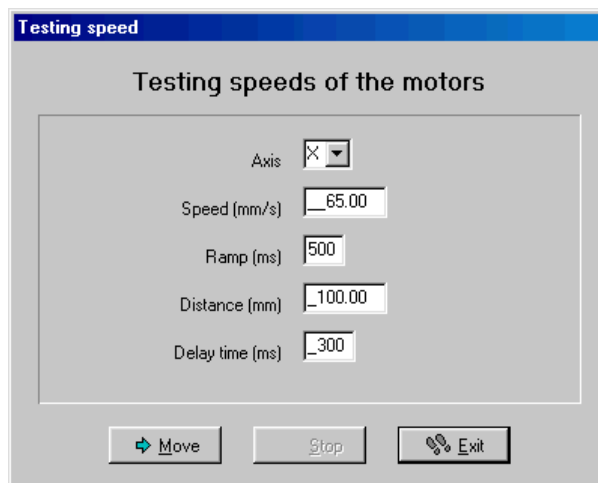 Testing speed
Testing speeds of the motors
Axis X
Speed (mm/s) __65.00
Ramp (ms) 500
Distance (mm) _100.00
Delay time (ms) _300
Move Stop Exit